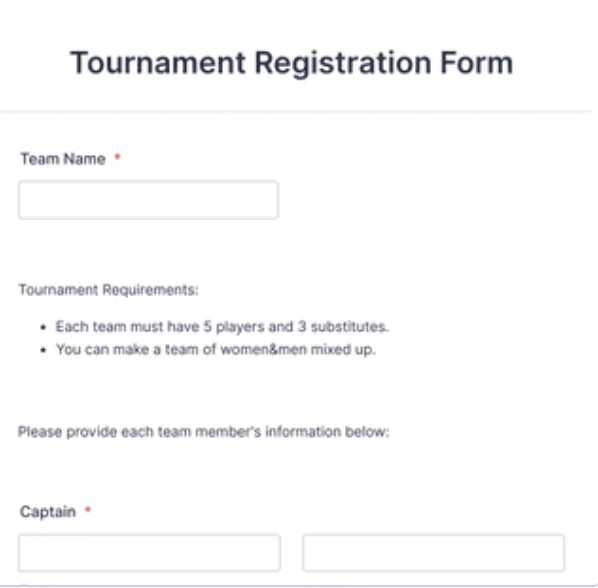 Tournament Registration Form
Team Name *
Tournament Requirements:
• Each team must have 5 players and 3 substitutes.
• You can make a team of women&men mixed up.
Please provide each team member's information below:
Captain *